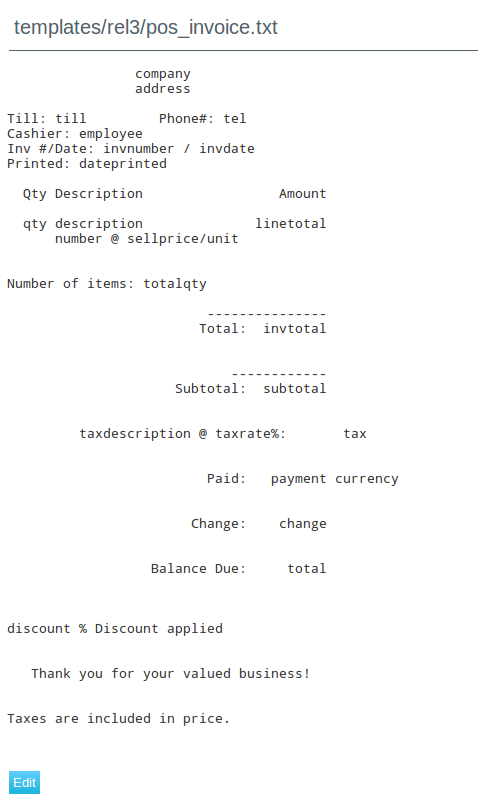 templates/rel3/pos_invoice.txt
company
address
Till: till Phone#: tel
Cashier: employee
Inv #/Date: invnumber / invdate
Printed: dateprinted
Qty Description Amount
qty description linetotal
number @ sellprice/unit
Number of items: totalqty
---------------
Total: invtotal
------------
Subtotal: subtotal
taxdescription @ taxrate%: tax
Paid: payment currency
Change: change
Balance Due: total
discount % Discount applied
Thank you for your valued business!
Taxes are included in price.
Edit